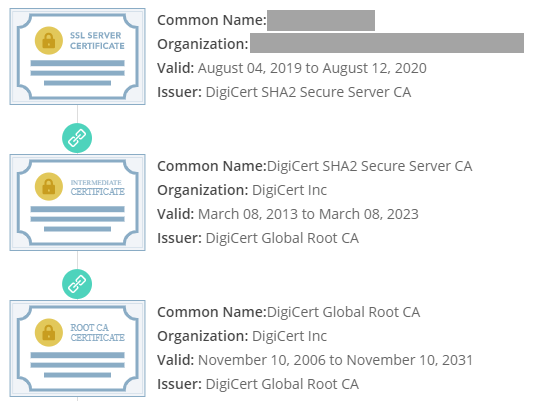 SSL SERVER
CERTIFICATE
Common Name:
Organization:
Valid: August 04, 2019 to August 12, 2020
Issuer: DigiCert SHA2 Secure Server CA
INTERMEDIATE
CERTIFICATE
Common Name:DigiCert SHA2 Secure Server CA
Organization: DigiCert Inc
Valid: March 08, 2013 to March 08, 2023
Issuer: DigiCert Global Root CA
ROOT CA
CERTIFICATE
Common Name:DigiCert Global Root CA
Organization: DigiCert Inc
Valid: November 10, 2006 to November 10, 2031
Issuer: DigiCert Global Root CA